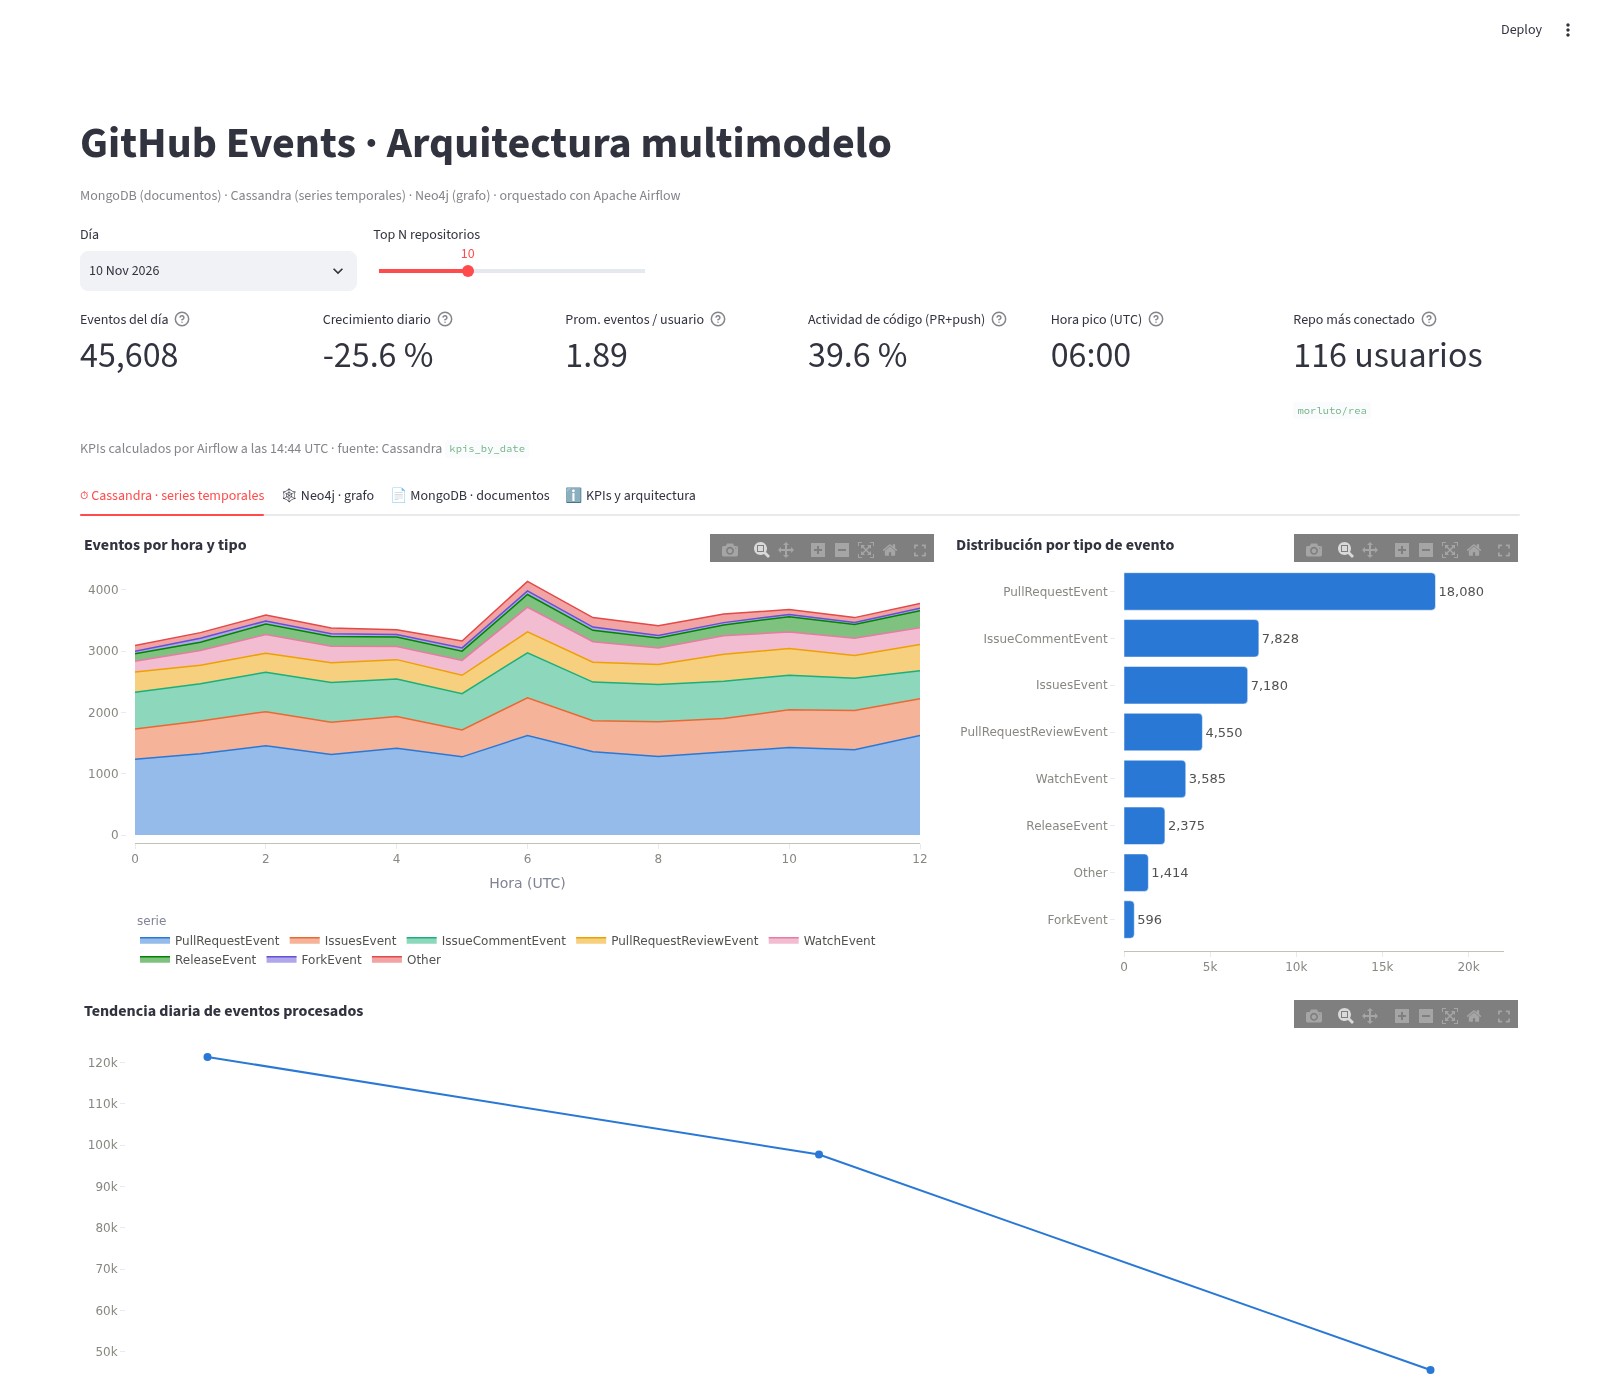 Deploy
GitHub Events · Arquitectura multimodelo
MongoDB (documentos) · Cassandra (series temporales) · Neo4j (grafo) · orquestado con Apache Airflow
Día
Top N repositorios
10
10 Nov 2026
Eventos del día
45,608
Crecimiento diario
-25.6 %
Prom. eventos / usuario
1.89
Actividad de código (PR+push)
39.6 %
Hora pico (UTC)
06:00
Repo más conectado
116 usuarios
morluto/rea
KPIs calculados por Airflow a las 14:44 UTC · fuente: Cassandra kpis_by_date
Cassandra · series temporales
Neo4j · grafo
MongoDB · documentos
KPIs y arquitectura
Eventos por hora y tipo
4000
3000
2000
1000
0
0 2 4 6 8 10 12
Hora (UTC)
serie
PullRequestEvent IssuesEvent IssueCommentEvent PullRequestReviewEvent WatchEvent
ReleaseEvent ForkEvent Other
Distribución por tipo de evento
PullRequestEvent 18,080
IssueCommentEvent 7,828
IssuesEvent 7,180
PullRequestReviewEvent 4,550
WatchEvent 3,585
ReleaseEvent 2,375
Other 1,414
ForkEvent 596
0 5k 10k 15k 20k
Tendencia diaria de eventos procesados
120k
110k
100k
90k
80k
70k
60k
50k